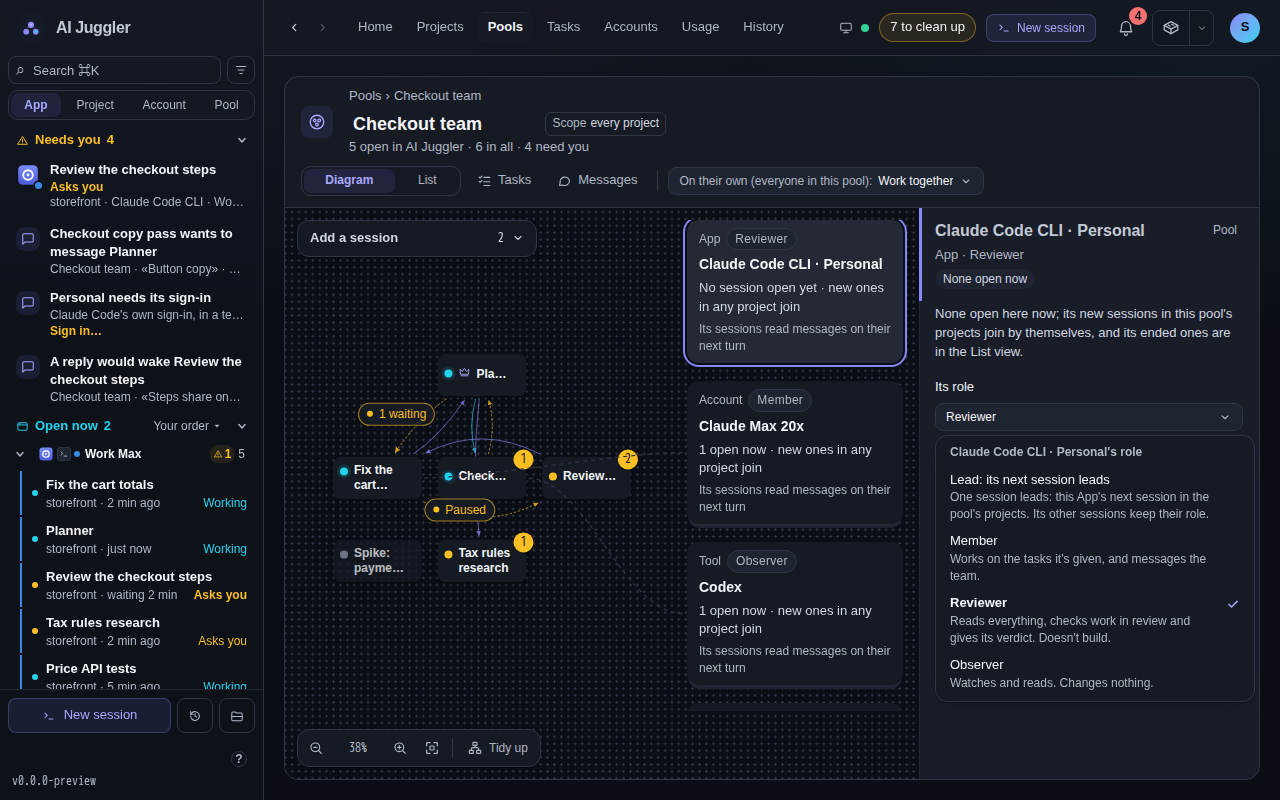 AI Juggler
Search ⌘K
App
Project
Account
Pool
Needs you 4
Review the checkout steps
Asks you
storefront · Claude Code CLI · Wo…
Checkout copy pass wants to
message Planner
Checkout team · «Button copy» · …
Personal needs its sign-in
Claude Code's own sign-in, in a te…
Sign in…
A reply would wake Review the
checkout steps
Checkout team · «Steps share on…
Open now 2
Your order
Work Max
1
5
Fix the cart totals
storefront · 2 min ago
Working
Planner
storefront · just now
Working
Review the checkout steps
storefront · waiting 2 min
Asks you
Tax rules research
storefront · 2 min ago
Asks you
Price API tests
storefront · 5 min ago
Working
New session
?
v0.0.0-preview
Home
Projects
Pools
Tasks
Accounts
Usage
History
7 to clean up
New session
4
S
Pools › Checkout team
Checkout team
Scope every project
5 open in AI Juggler · 6 in all · 4 need you
Diagram
List
Tasks
Messages
On their own (everyone in this pool): Work together
Add a session
2
Pla…
1 waiting
Fix the
cart…
Check…
1
Review…
2
Paused
Spike:
payme…
Tax rules
research
1
App
Reviewer
Claude Code CLI · Personal
No session open yet · new ones
in any project join
Its sessions read messages on their
next turn
Account
Member
Claude Max 20x
1 open now · new ones in any
project join
Its sessions read messages on their
next turn
Tool
Observer
Codex
1 open now · new ones in any
project join
Its sessions read messages on their
next turn
38%
Tidy up
Claude Code CLI · Personal
Pool
App · Reviewer
None open now
None open here now; its new sessions in this pool's
projects join by themselves, and its ended ones are
in the List view.
Its role
Reviewer
Claude Code CLI · Personal's role
Lead: its next session leads
One session leads: this App's next session in the
pool's projects. Its other sessions keep their role.
Member
Works on the tasks it's given, and messages the
team.
Reviewer
Reads everything, checks work in review and
gives its verdict. Doesn't build.
Observer
Watches and reads. Changes nothing.